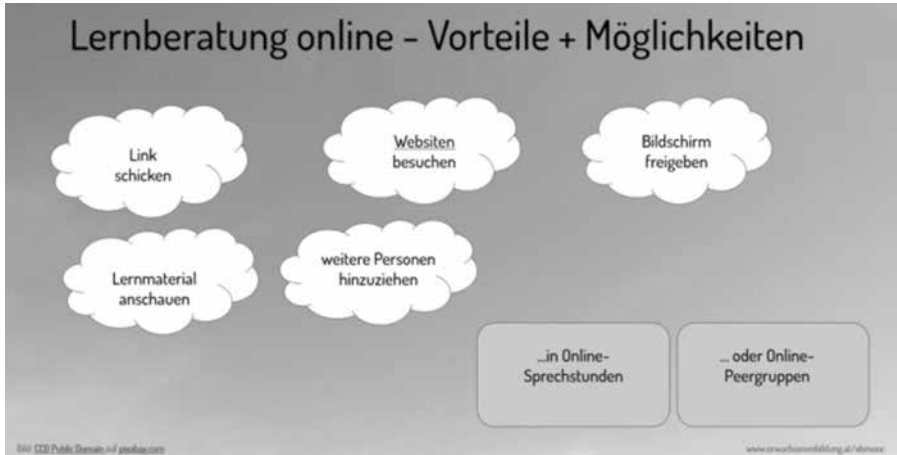 Lernberatung online - Vorteile + Möglichkeiten
Link
schicken
Websiten
besuchen
Bildschirm
freigeben
Lernmaterial
anschauen
weitere Personen
hinzuziehen
...in Online-
Sprechstunden
... oder Online-
Peergruppen
Bild: CC0 Public Domain auf pixabay.com
www.erwachsenenbildung.at/ebmooc